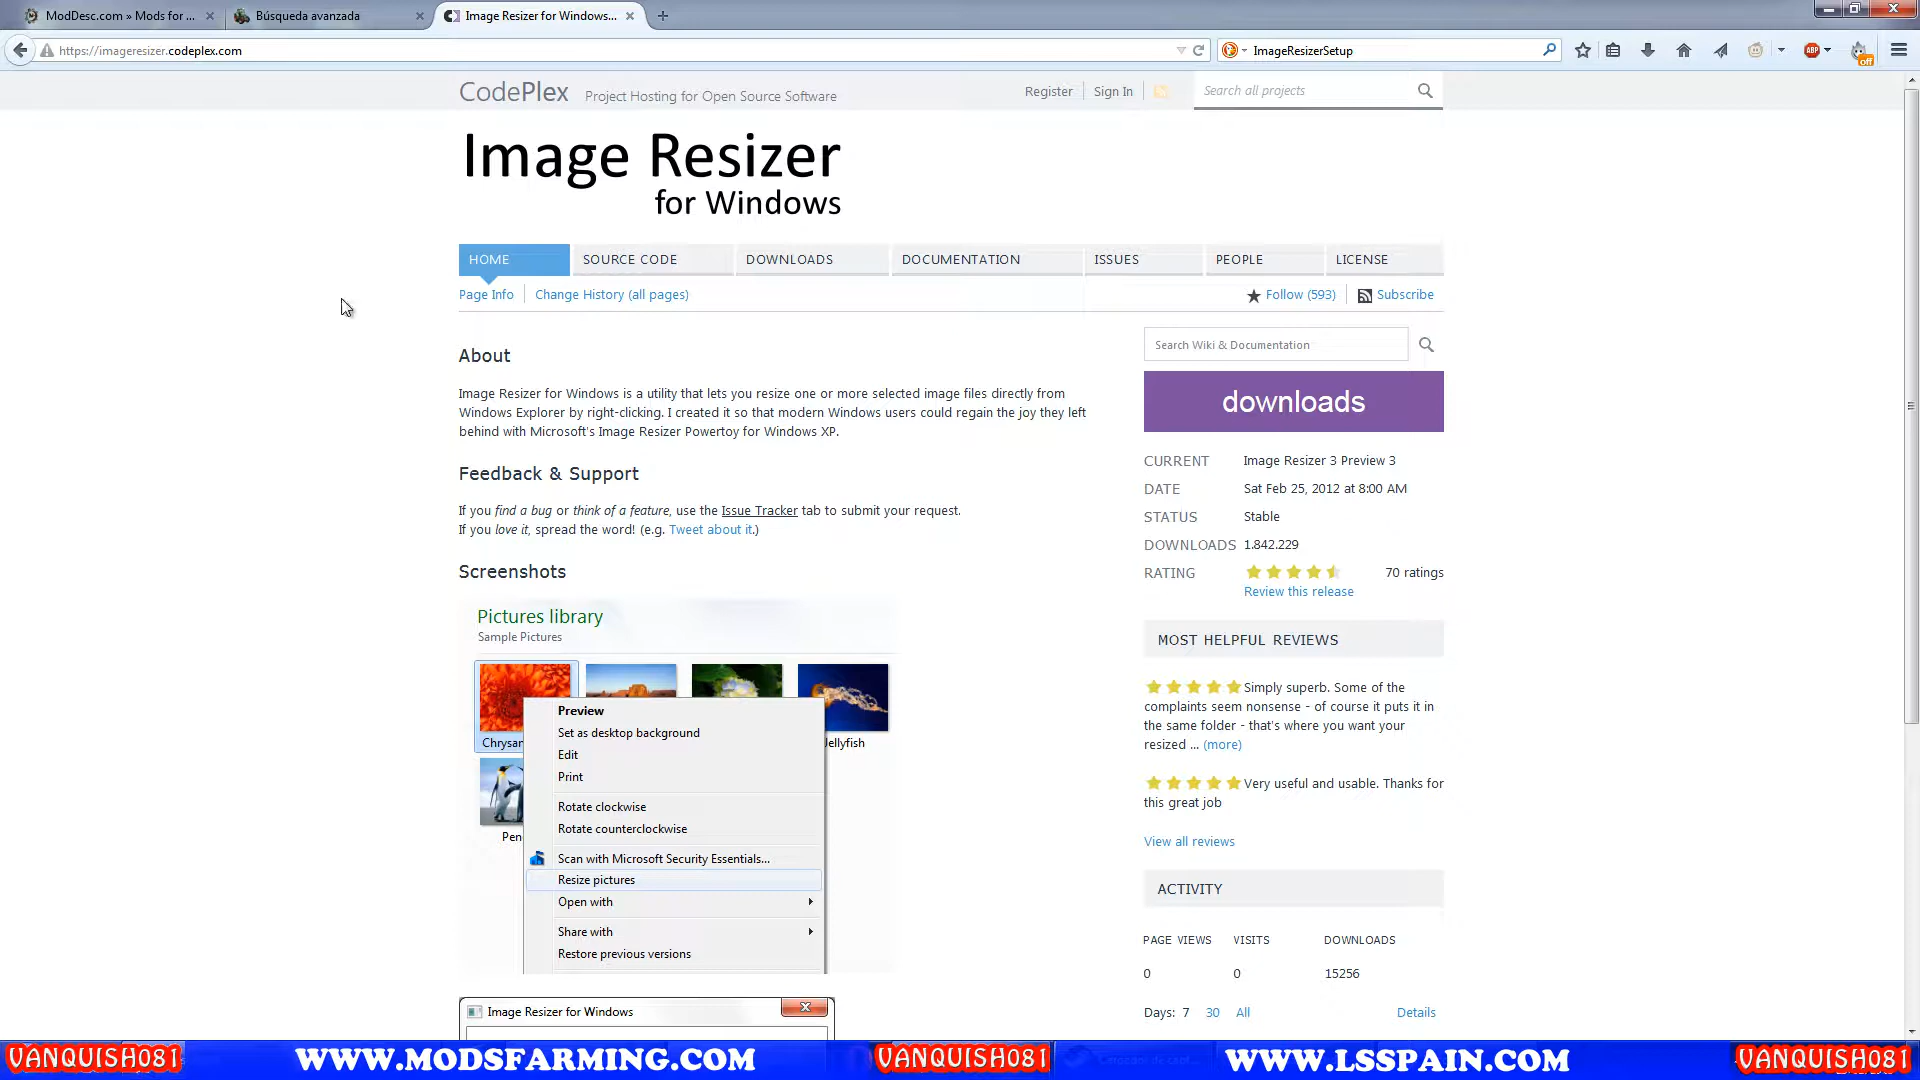 ModDesc.com » Mods for ...
Búsqueda avanzada
Image Resizer for Windows...
https://imageresizer.codeplex.com
ImageResizerSetup
ABP
off
CodePlex Project Hosting for Open Source Software
Register
Sign In
Search all projects
Image Resizer
for Windows
HOME
SOURCE CODE
DOWNLOADS
DOCUMENTATION
ISSUES
PEOPLE
LICENSE
Page Info
Change History (all pages)
Follow (593)
Subscribe
About
Image Resizer for Windows is a utility that lets you resize one or more selected image files directly from
Windows Explorer by right-clicking. I created it so that modern Windows users could regain the joy they left
behind with Microsoft's Image Resizer Powertoy for Windows XP.
Feedback & Support
If you find a bug or think of a feature, use the Issue Tracker tab to submit your request.
If you love it, spread the word! (e.g. Tweet about it.)
Screenshots
Pictures library
Sample Pictures
Chrysan
Jellyfish
Pen
Preview
Set as desktop background
Edit
Print
Rotate clockwise
Rotate counterclockwise
Scan with Microsoft Security Essentials...
Resize pictures
Open with
Share with
Restore previous versions
Image Resizer for Windows
Search Wiki & Documentation
downloads
CURRENT Image Resizer 3 Preview 3
DATE Sat Feb 25, 2012 at 8:00 AM
STATUS Stable
DOWNLOADS 1.842.229
RATING 70 ratings
Review this release
MOST HELPFUL REVIEWS
Simply superb. Some of the
complaints seem nonsense - of course it puts it in
the same folder - that's where you want your
resized ... (more)
Very useful and usable. Thanks for
this great job
View all reviews
ACTIVITY
PAGE VIEWS VISITS DOWNLOADS
0 0 15256
Days: 7 30 All Details
VANQUISH081 WWW.MODSFARMING.COM VANQUISH081 WWW.LSSPAIN.COM VANQUISH081